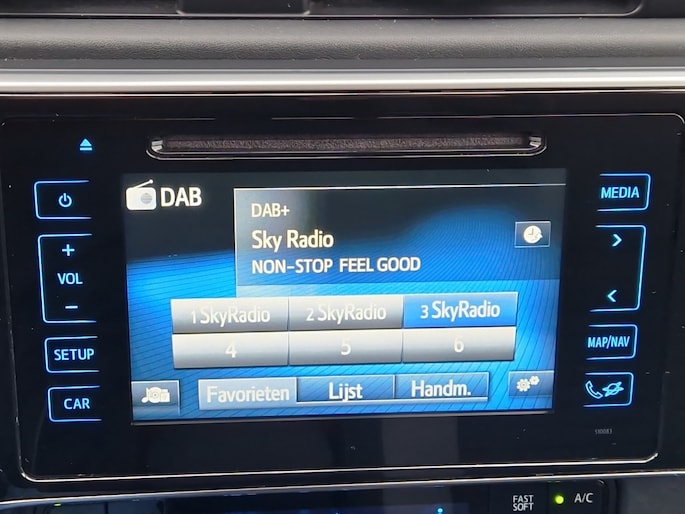 DAB
DAB+
Sky Radio
NON-STOP FEEL GOOD
1 SkyRadio 2 SkyRadio 3 SkyRadio
4 5 6
Favorieten Lijst Handm.
+
VOL
-
SETUP
CAR
MEDIA
MAP/NAV
510083
FAST
SOFT
A/C